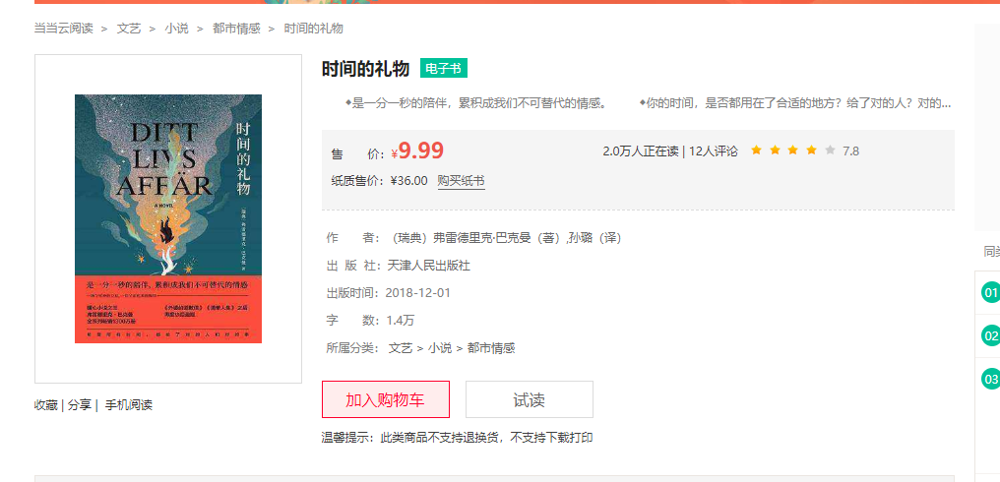 当当云阅读 > 文艺 > 小说 > 都市情感 > 时间的礼物
时间的礼物 电子书
◆是一分一秒的陪伴，累积成我们不可替代的情感。 ◆你的时间，是否都用在了合适的地方？给了对的人？对的...
售 价：¥9.99
2.0万人正在读 | 12人评论 7.8
纸质售价：¥36.00 购买纸书
作 者：（瑞典）弗雷德里克·巴克曼（著）,孙璐（译）
出 版 社：天津人民出版社
出版时间：2018-12-01
字 数：1.4万
所属分类： 文艺 > 小说 > 都市情感
加入购物车 试读
温馨提示：此类商品不支持退换货，不支持下载打印
收藏 | 分享 | 手机阅读
DITT
LIVS
AFFÄR
A NOVEL
时间的礼物
是一分一秒的陪伴，累积成我们不可替代的情感
01
02
03